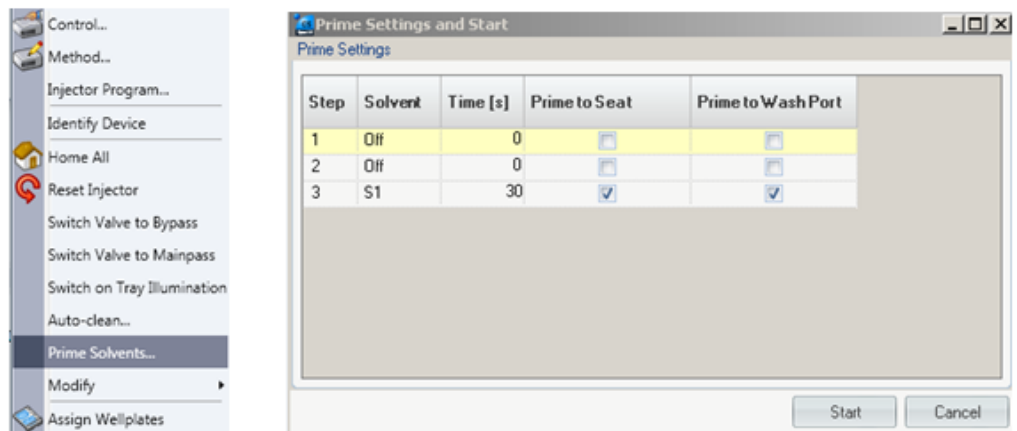 Control...
Method...
Injector Program...
Identify Device
Home All
Reset Injector
Switch Valve to Bypass
Switch Valve to Mainpass
Switch on Tray Illumination
Auto-clean...
Prime Solvents...
Modify
Assign Wellplates
Prime Settings and Start
Prime Settings
Step Solvent Time [s] Prime to Seat Prime to Wash Port
1 Off 0
2 Off 0
3 S1 30
Start Cancel